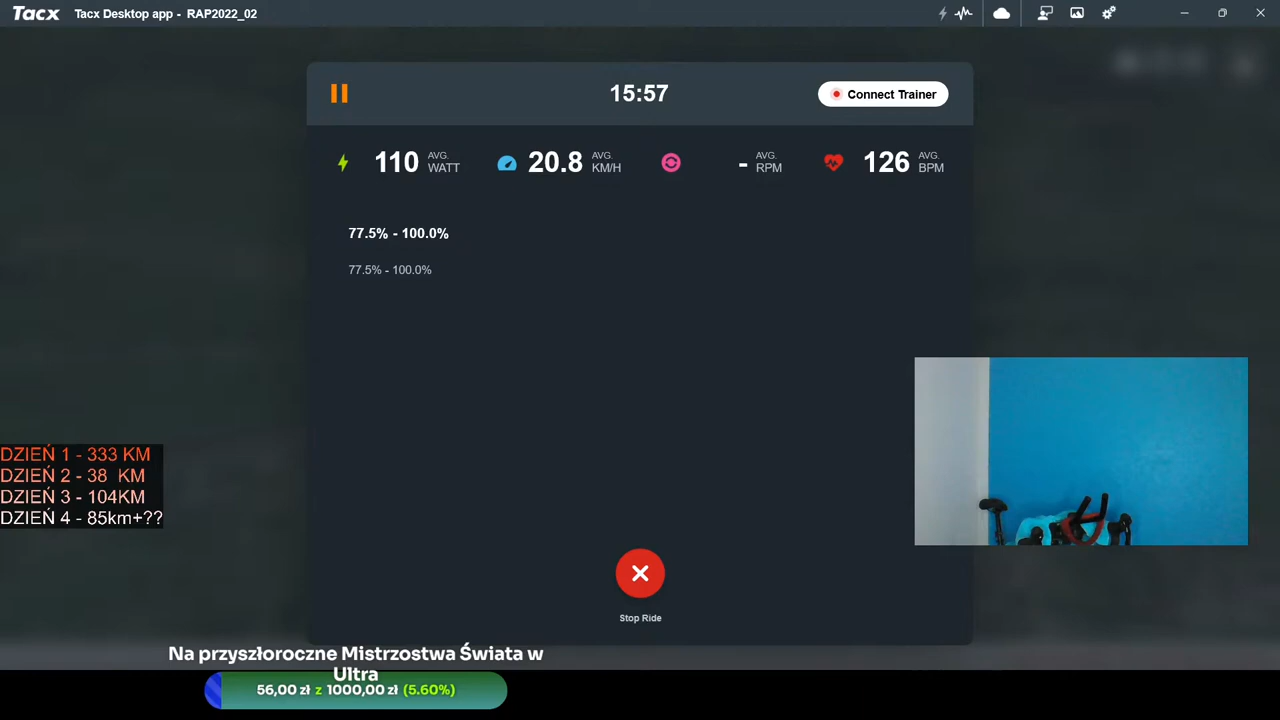 Tacx Tacx Desktop app - RAP2022_02
15:57
Connect Trainer
110 AVG. WATT
20.8 AVG. KM/H
- AVG. RPM
126 AVG. BPM
77.5% - 100.0%
77.5% - 100.0%
DZIEŃ 1 - 333 KM
DZIEŃ 2 - 38 KM
DZIEŃ 3 - 104KM
DZIEŃ 4 - 85km+??
Stop Ride
Na przyszłoroczne Mistrzostwa Świata w
Ultra
56,00 zł z 1000,00 zł (5.60%)